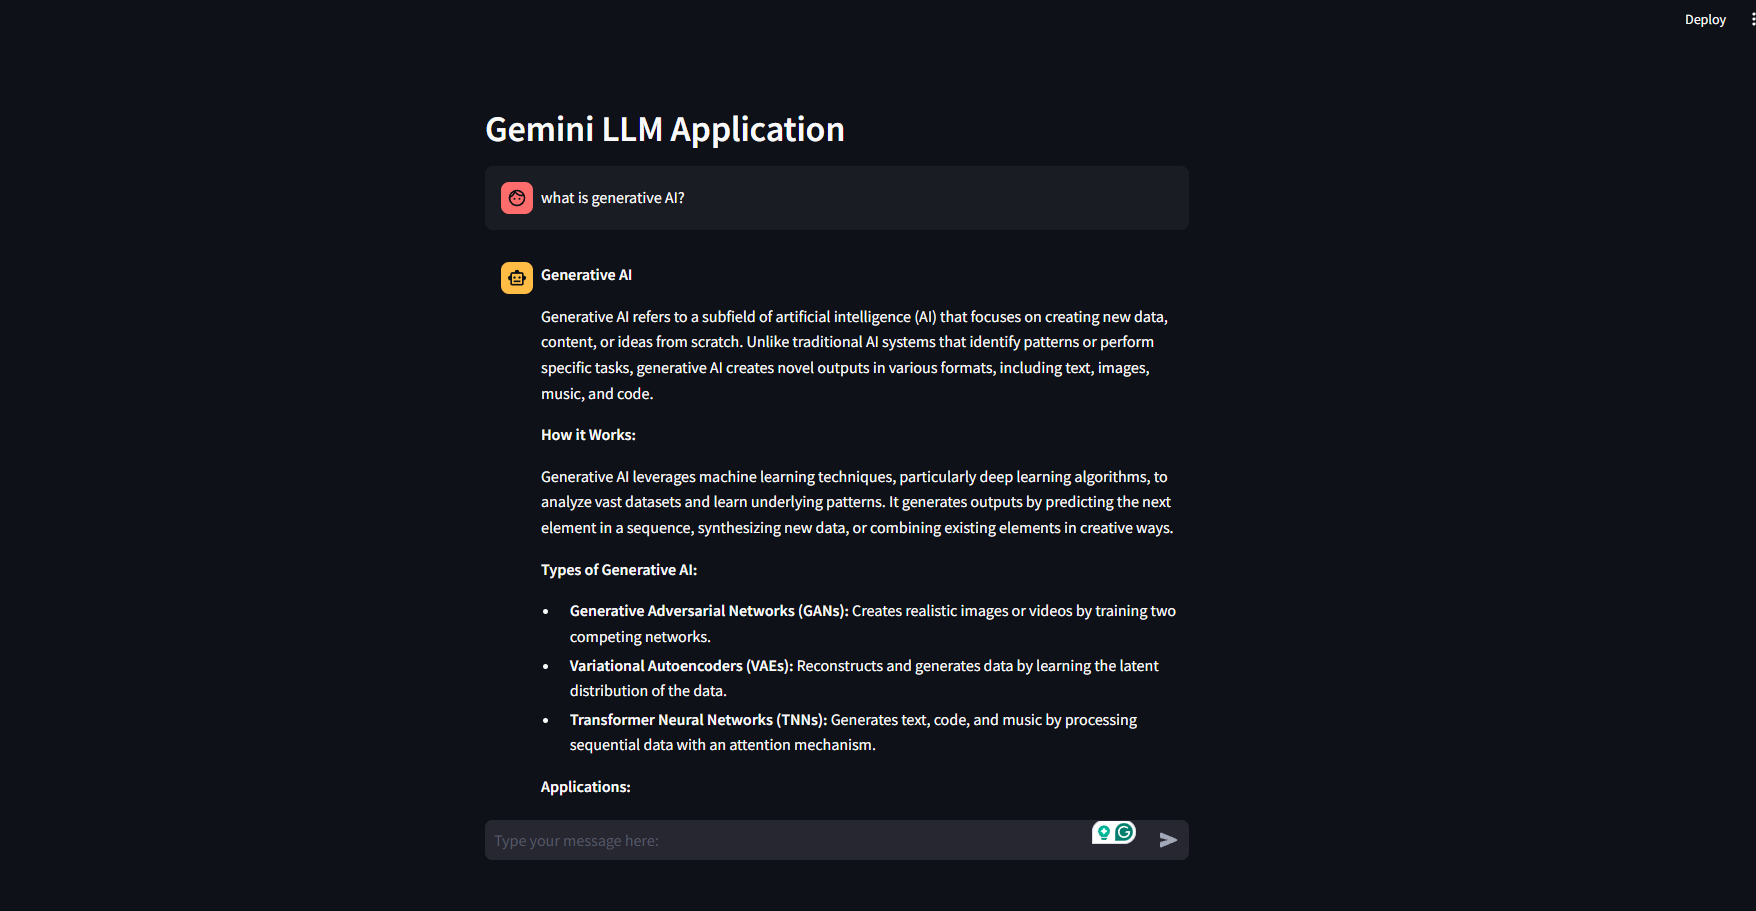 Deploy
Gemini LLM Application
what is generative AI?
Generative AI
Generative AI refers to a subfield of artificial intelligence (AI) that focuses on creating new data,
content, or ideas from scratch. Unlike traditional AI systems that identify patterns or perform
specific tasks, generative AI creates novel outputs in various formats, including text, images,
music, and code.
How it Works:
Generative AI leverages machine learning techniques, particularly deep learning algorithms, to
analyze vast datasets and learn underlying patterns. It generates outputs by predicting the next
element in a sequence, synthesizing new data, or combining existing elements in creative ways.
Types of Generative AI:
• Generative Adversarial Networks (GANs): Creates realistic images or videos by training two
competing networks.
• Variational Autoencoders (VAEs): Reconstructs and generates data by learning the latent
distribution of the data.
• Transformer Neural Networks (TNNs): Generates text, code, and music by processing
sequential data with an attention mechanism.
Applications:
Type your message here: